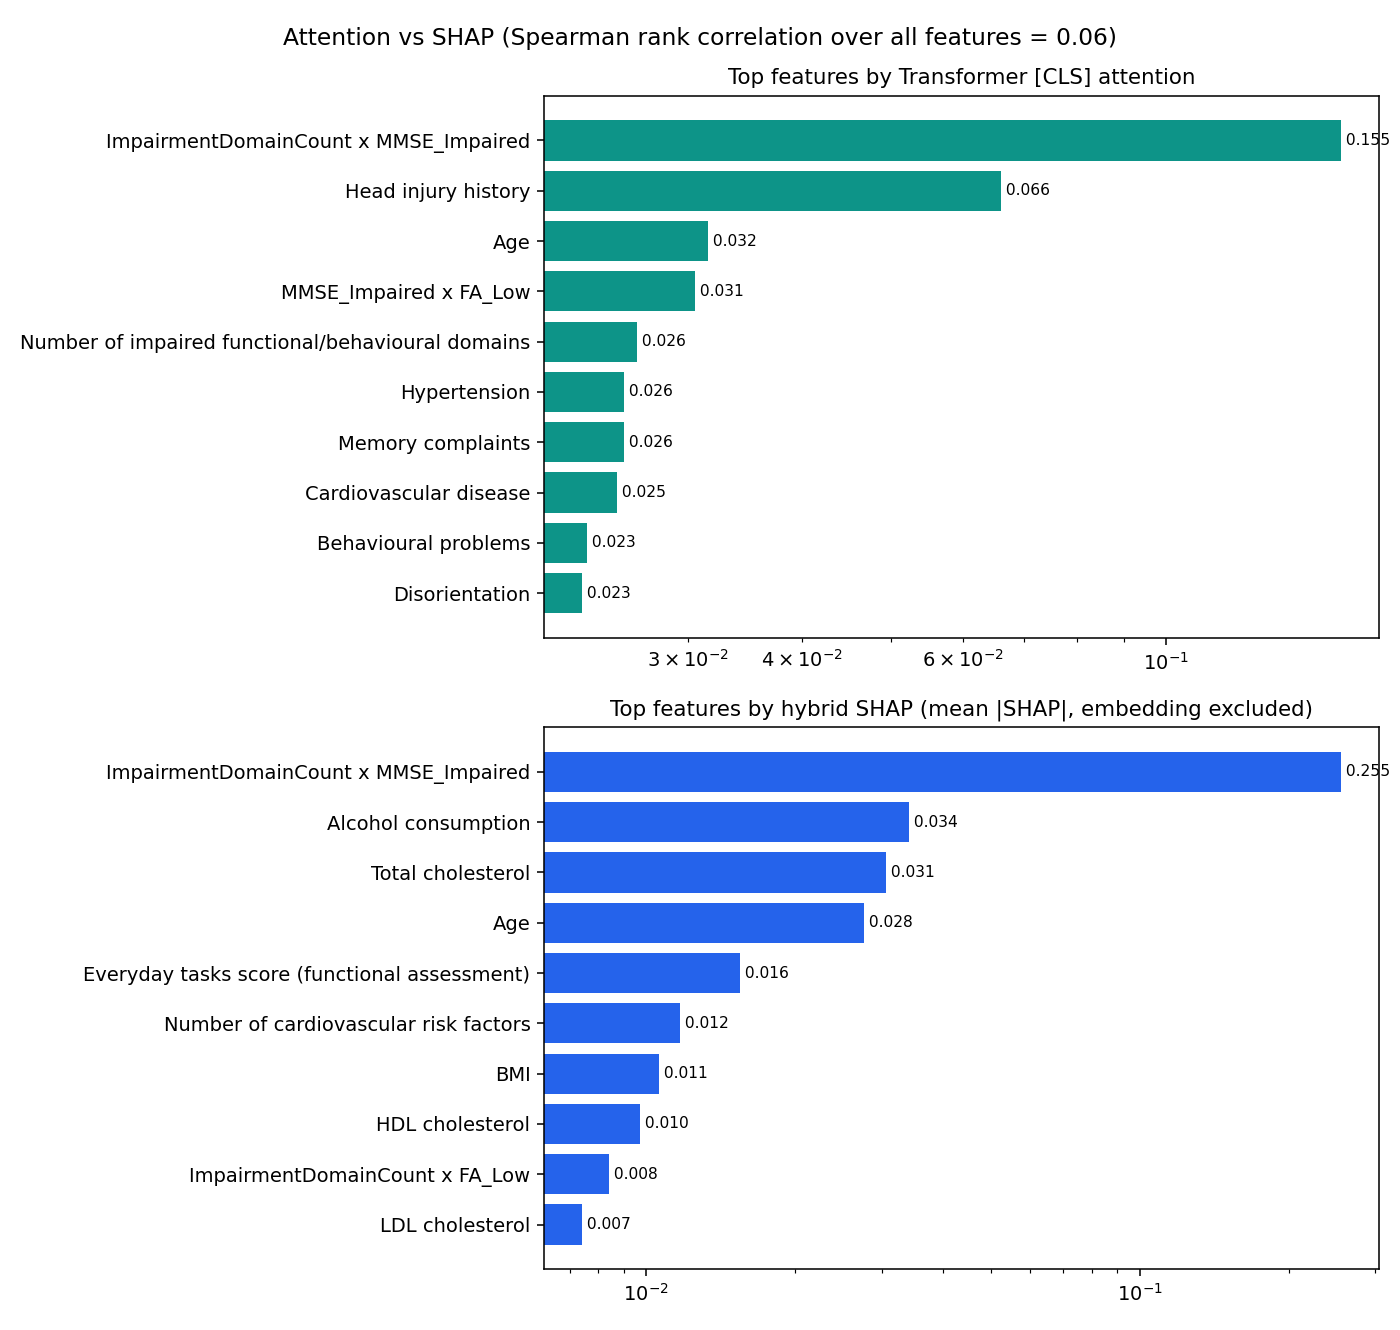 Attention vs SHAP (Spearman rank correlation over all features = 0.06)
Top features by Transformer [CLS] attention
ImpairmentDomainCount x MMSE_Impaired 0.155
Head injury history 0.066
Age 0.032
MMSE_Impaired x FA_Low 0.031
Number of impaired functional/behavioural domains 0.026
Hypertension 0.026
Memory complaints 0.026
Cardiovascular disease 0.025
Behavioural problems 0.023
Disorientation 0.023
3 × 10⁻² 4 × 10⁻² 6 × 10⁻² 10⁻¹
Top features by hybrid SHAP (mean |SHAP|, embedding excluded)
ImpairmentDomainCount x MMSE_Impaired 0.255
Alcohol consumption 0.034
Total cholesterol 0.031
Age 0.028
Everyday tasks score (functional assessment) 0.016
Number of cardiovascular risk factors 0.012
BMI 0.011
HDL cholesterol 0.010
ImpairmentDomainCount x FA_Low 0.008
LDL cholesterol 0.007
10⁻² 10⁻¹